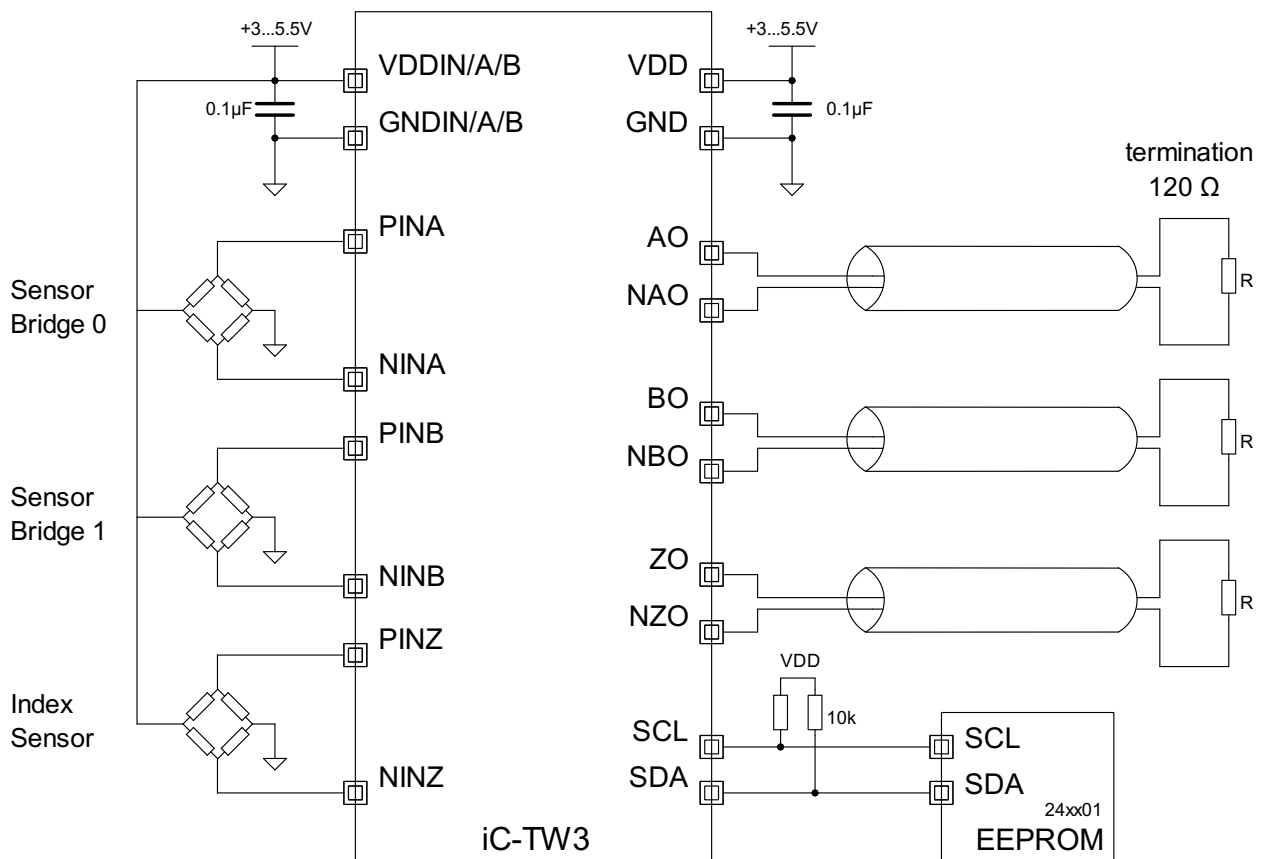 +3...5.5V
+3...5.5V
VDDIN/A/B
VDD
0.1µF
0.1µF
GNDIN/A/B
GND
termination
120 Ω
PINA
AO
Sensor
Bridge 0
NAO
R
NINA
BO
PINB
NBO
R
Sensor
Bridge 1
NINB
ZO
NZO
R
PINZ
VDD
Index
Sensor
10k
SCL
SCL
NINZ
SDA
SDA
24xx01
iC-TW3
EEPROM